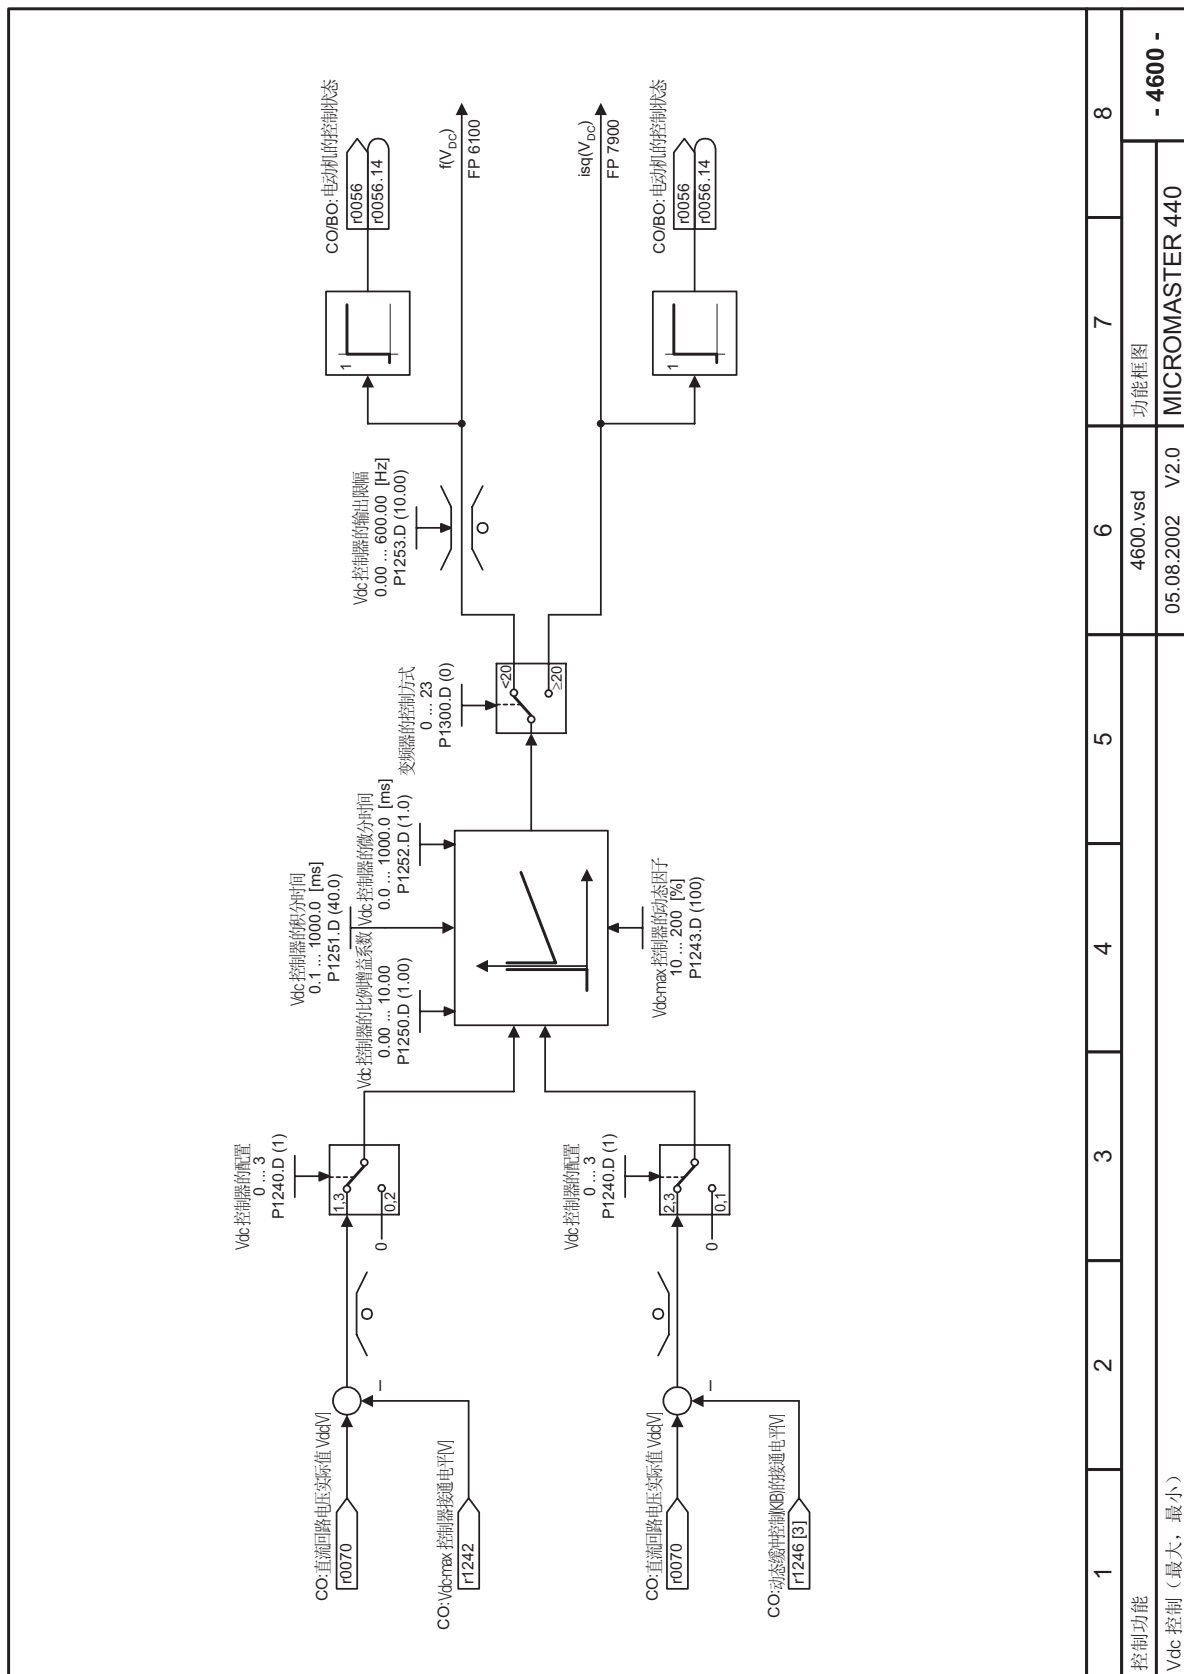 CO:直流回路电压实际值 Vdc[V]
r0070
CO:Vdc-max 控制器接通电平[V]
r1242
–
Vdc 控制器的配置
0 ... 3
P1240.D (1)
1,3
0,2
0
Vdc 控制器的积分时间
0.1 ... 1000.0 [ms]
P1251.D (40.0)
Vdc 控制器的比例增益系数
0.00 ... 10.00
P1250.D (1.00)
Vdc 控制器的微分时间
0.0 ... 1000.0 [ms]
P1252.D (1.0)
Vdc-max 控制器的动态因子
10 ... 200 [%]
P1243.D (100)
变频器的控制方式
0 ... 23
P1300.D (0)
<20
≥20
Vdc 控制器的输出限幅
0.00 ... 600.00 [Hz]
P1253.D (10.00)
1
CO/BO:电动机的控制状态
r0056
r0056.14
f(VDC)
FP 6100
CO:直流回路电压实际值 Vdc[V]
r0070
CO:动态缓冲控制(KIB)的接通电平[V]
r1246 [3]
–
Vdc 控制器的配置
0 ... 3
P1240.D (1)
2,3
0,1
0
isq(VDC)
FP 7900
1
CO/BO:电动机的控制状态
r0056
r0056.14
1 2 3 4 5 6 7 8
控制功能 4600.vsd 功能框图 - 4600 -
Vdc 控制（最大，最小） 05.08.2002 V2.0 MICROMASTER 440